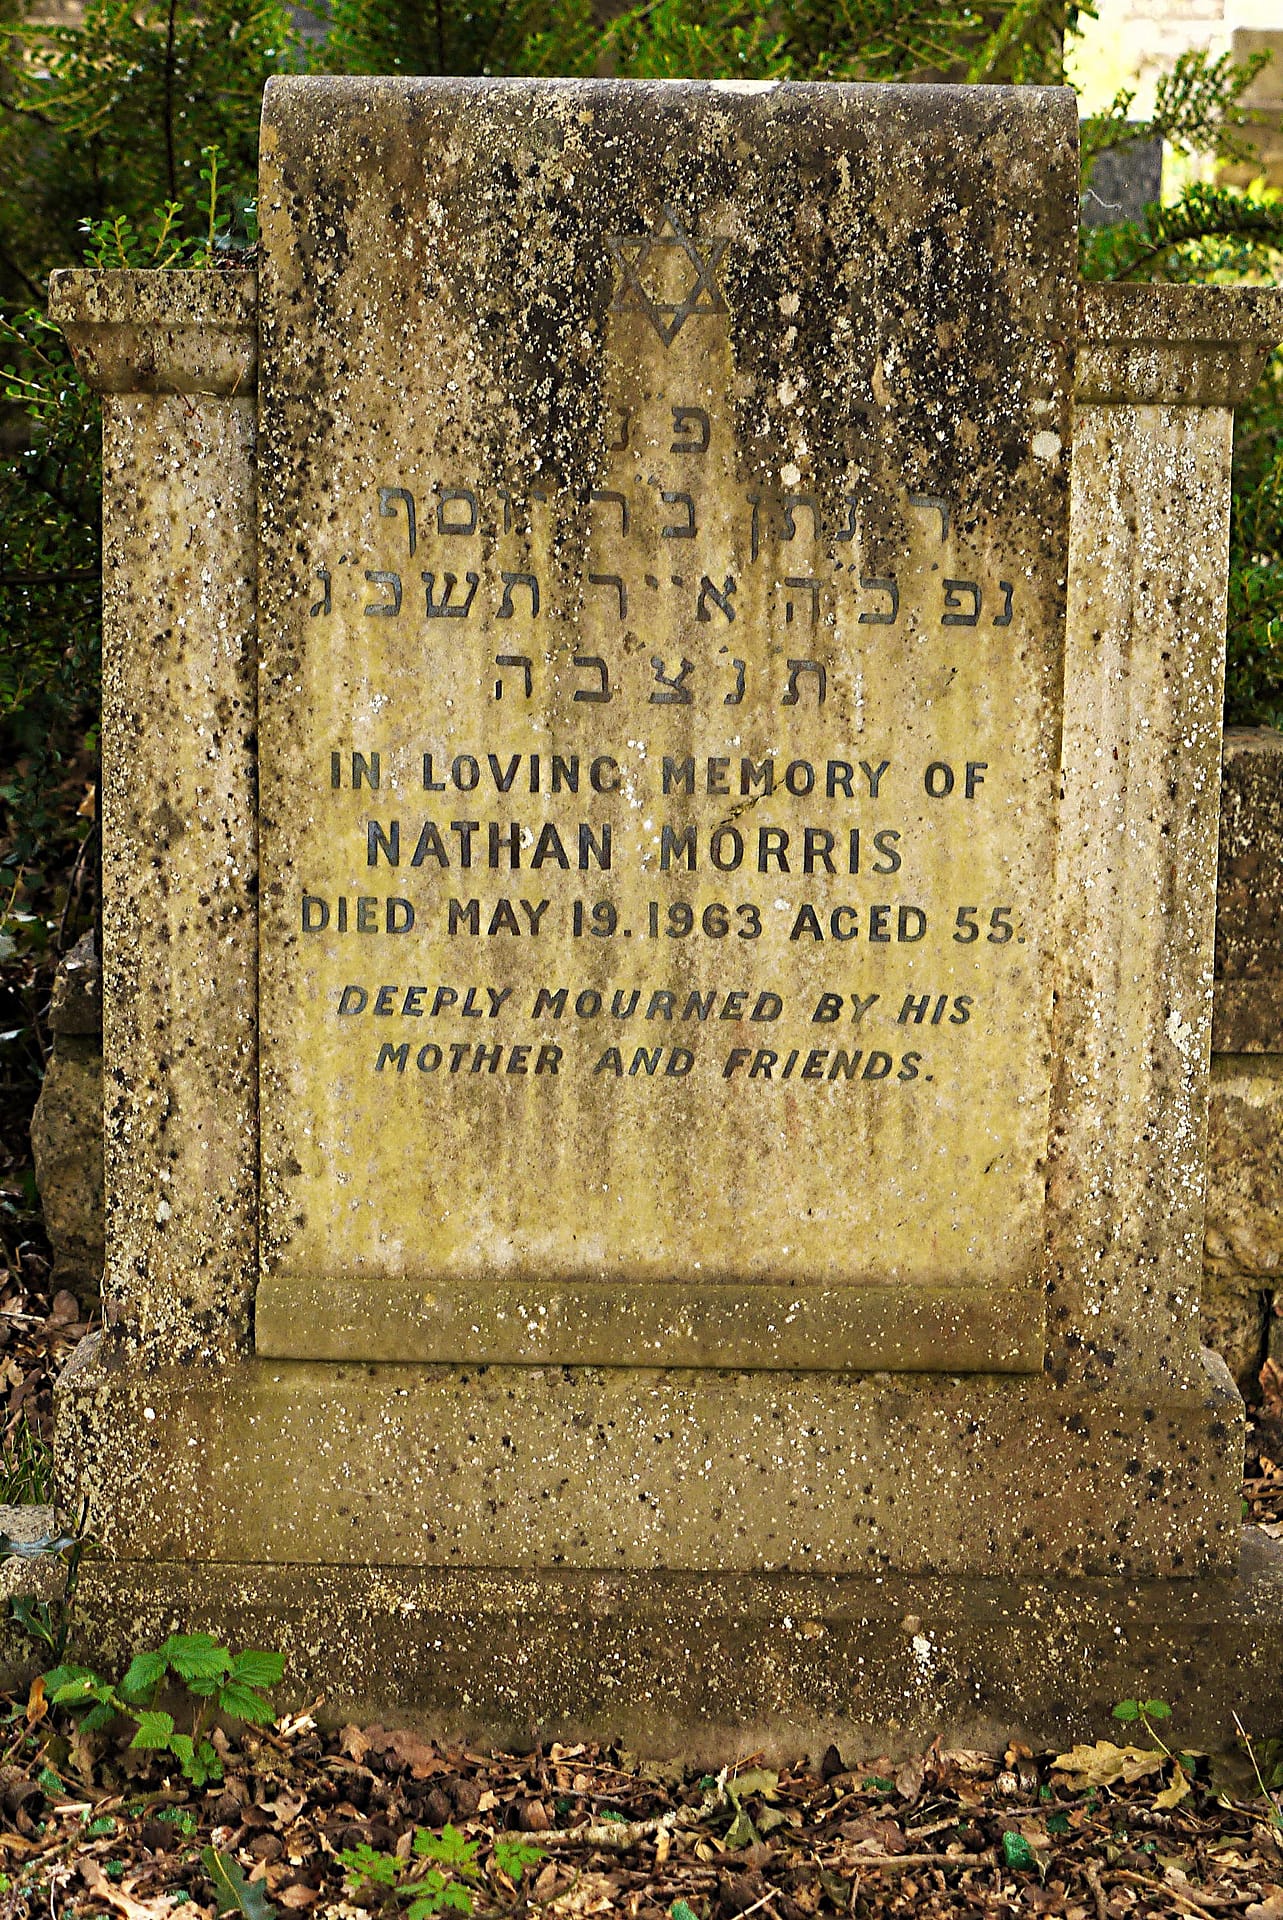 פ נ
ר נתן ב״ר יוסף
נפ כ״ה אייר תשכ ג
ת נ צ ב ה
IN LOVING MEMORY OF
NATHAN MORRIS
DIED MAY 19. 1963 AGED 55.
DEEPLY MOURNED BY HIS
MOTHER AND FRIENDS.